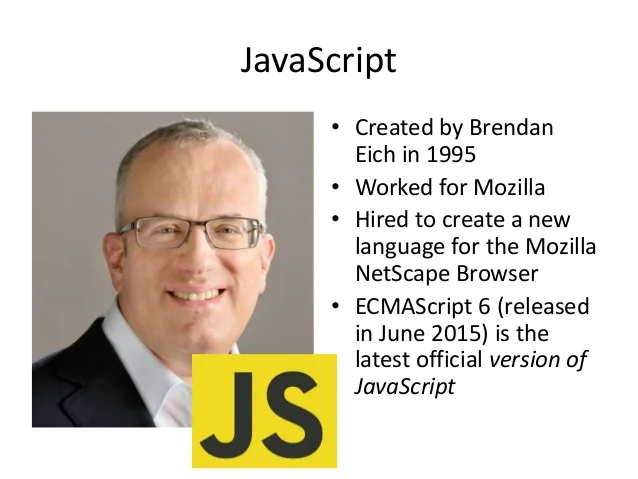 JavaScript
• Created by Brendan
Eich in 1995
• Worked for Mozilla
• Hired to create a new
language for the Mozilla
NetScape Browser
• ECMAScript 6 (released
in June 2015) is the
latest official version of
JavaScript
JS